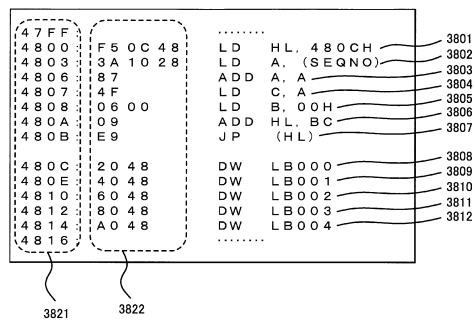 47FF: ........
4800: F50C48 LD HL, 480CH 3801
4803: 3A1028 LD A, (SEQNO) 3802
4806: 87 ADD A, A 3803
4807: 4F LD C, A 3804
4808: 0600 LD B, 00H 3805
480A: 09 ADD HL, BC 3806
480B: E9 JP (HL) 3807
480C: 2048 DW LB000 3808
480E: 4048 DW LB001 3809
4810: 6048 DW LB002 3810
4812: 8048 DW LB003 3811
4814: A048 DW LB004 3812
4816: ........
3821 3822